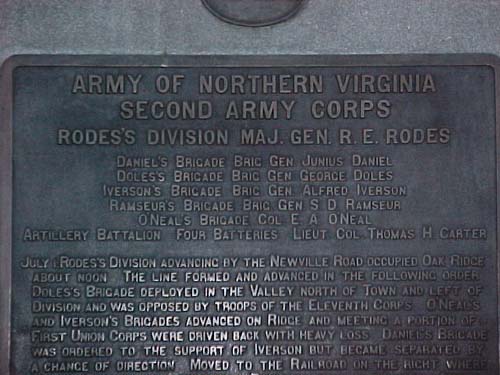 ARMY OF NORTHERN VIRGINIA
SECOND ARMY CORPS
RODES'S DIVISION MAJ. GEN. R. E. RODES
DANIEL'S BRIGADE BRIG GEN JUNIUS DANIEL
DOLES'S BRIGADE BRIG GEN GEORGE DOLES
IVERSON'S BRIGADE BRIG GEN ALFRED IVERSON
RAMSEUR'S BRIGADE BRIG GEN S D RAMSEUR
O'NEAL'S BRIGADE COL E A O'NEAL
ARTILLERY BATTALION FOUR BATTERIES LIEUT COL THOMAS H CARTER
JULY 1 RODES'S DIVISION ADVANCING BY THE NEWVILLE ROAD OCCUPIED OAK RIDGE
ABOUT NOON. THE LINE FORMED AND ADVANCED IN THE FOLLOWING ORDER
DOLES'S BRIGADE DEPLOYED IN THE VALLEY NORTH OF TOWN AND LEFT OF
DIVISION AND WAS OPPOSED BY TROOPS OF THE ELEVENTH CORPS O'NEAL'S
AND IVERSON'S BRIGADES ADVANCED ON RIDGE AND MEETING A PORTION OF
FIRST UNION CORPS WERE DRIVEN BACK WITH HEAVY LOSS DANIEL'S BRIGADE
WAS ORDERED TO THE SUPPORT OF IVERSON BUT BECAME SEPARATED BY
A CHANGE OF DIRECTION. MOVED TO THE RAILROAD ON THE RIGHT WHERE